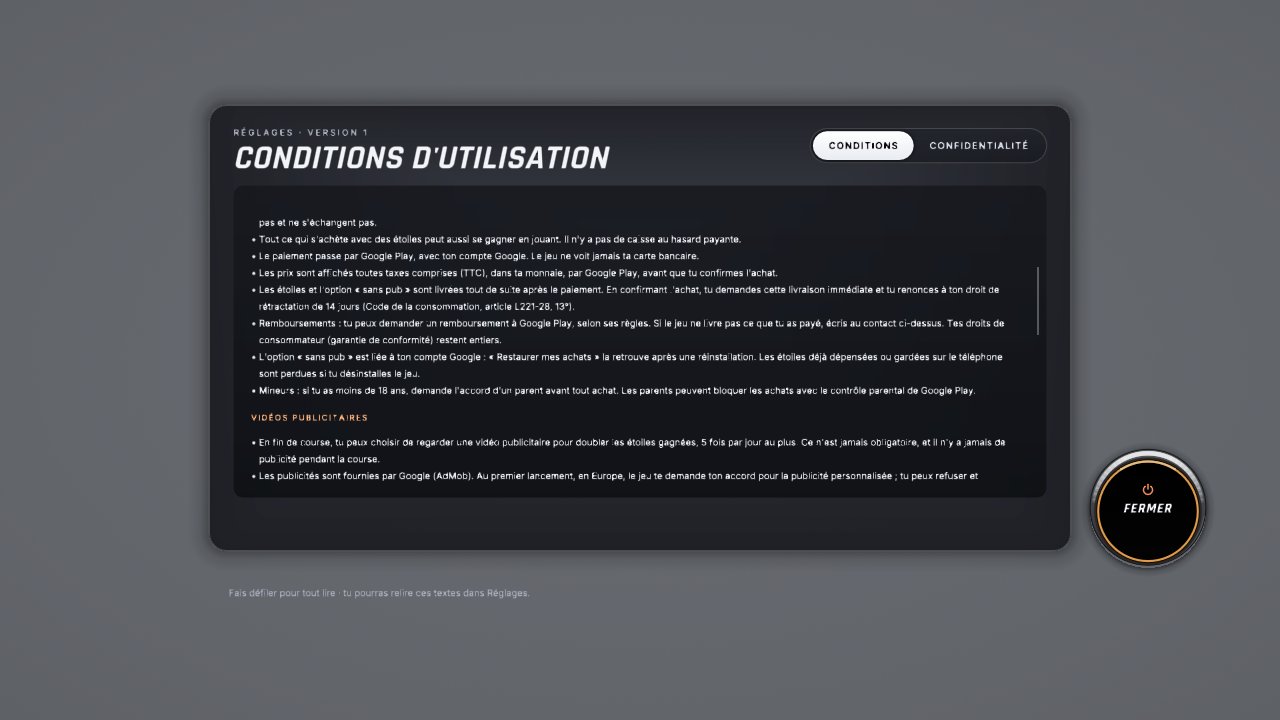 RÉGLAGES · VERSION 1
CONDITIONS D'UTILISATION
CONDITIONS
CONFIDENTIALITÉ
pas et ne s'échangent pas.
• Tout ce qui s'achète avec des étoiles peut aussi se gagner en jouant. Il n'y a pas de caisse au hasard payante.
• Le paiement passe par Google Play, avec ton compte Google. Le jeu ne voit jamais ta carte bancaire.
• Les prix sont affichés toutes taxes comprises (TTC), dans ta monnaie, par Google Play, avant que tu confirmes l'achat.
• Les étoiles et l'option « sans pub » sont livrées tout de suite après le paiement. En confirmant l'achat, tu demandes cette livraison immédiate et tu renonces à ton droit de
rétractation de 14 jours (Code de la consommation, article L221-28, 13°).
• Remboursements : tu peux demander un remboursement à Google Play, selon ses règles. Si le jeu ne livre pas ce que tu as payé, écris au contact ci-dessus. Tes droits de
consommateur (garantie de conformité) restent entiers.
• L'option « sans pub » est liée à ton compte Google : « Restaurer mes achats » la retrouve après une réinstallation. Les étoiles déjà dépensées ou gardées sur le téléphone
sont perdues si tu désinstalles le jeu.
• Mineurs : si tu as moins de 18 ans, demande l'accord d'un parent avant tout achat. Les parents peuvent bloquer les achats avec le contrôle parental de Google Play.
VIDÉOS PUBLICITAIRES
• En fin de course, tu peux choisir de regarder une vidéo publicitaire pour doubler les étoiles gagnées, 5 fois par jour au plus. Ce n'est jamais obligatoire, et il n'y a jamais de
publicité pendant la course.
• Les publicités sont fournies par Google (AdMob). Au premier lancement, en Europe, le jeu te demande ton accord pour la publicité personnalisée ; tu peux refuser et
FERMER
Fais défiler pour tout lire · tu pourras relire ces textes dans Réglages.